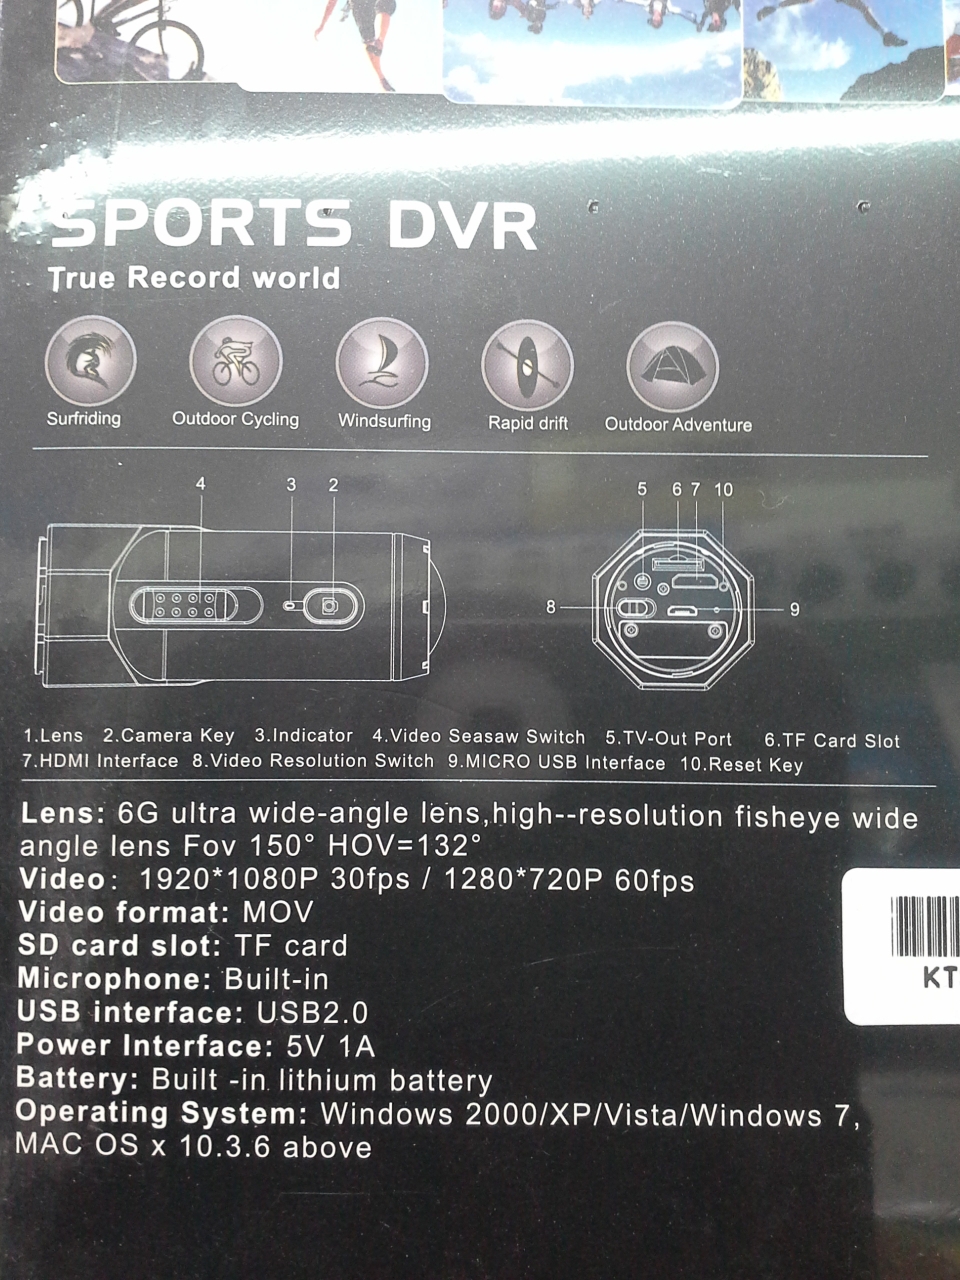 SPORTS DVR
True Record world
Surfriding Outdoor Cycling Windsurfing Rapid drift Outdoor Adventure
4 3 2 5 6 7 10
8 9
1.Lens 2.Camera Key 3.Indicator 4.Video Seasaw Switch 5.TV-Out Port 6.TF Card Slot
7.HDMI Interface 8.Video Resolution Switch 9.MICRO USB Interface 10.Reset Key
Lens: 6G ultra wide-angle lens,high--resolution fisheye wide
angle lens Fov 150° HOV=132°
Video: 1920*1080P 30fps / 1280*720P 60fps
Video format: MOV
SD card slot: TF card
Microphone: Built-in
USB interface: USB2.0
KT
Power Interface: 5V 1A
Battery: Built -in lithium battery
Operating System: Windows 2000/XP/Vista/Windows 7,
MAC OS x 10.3.6 above